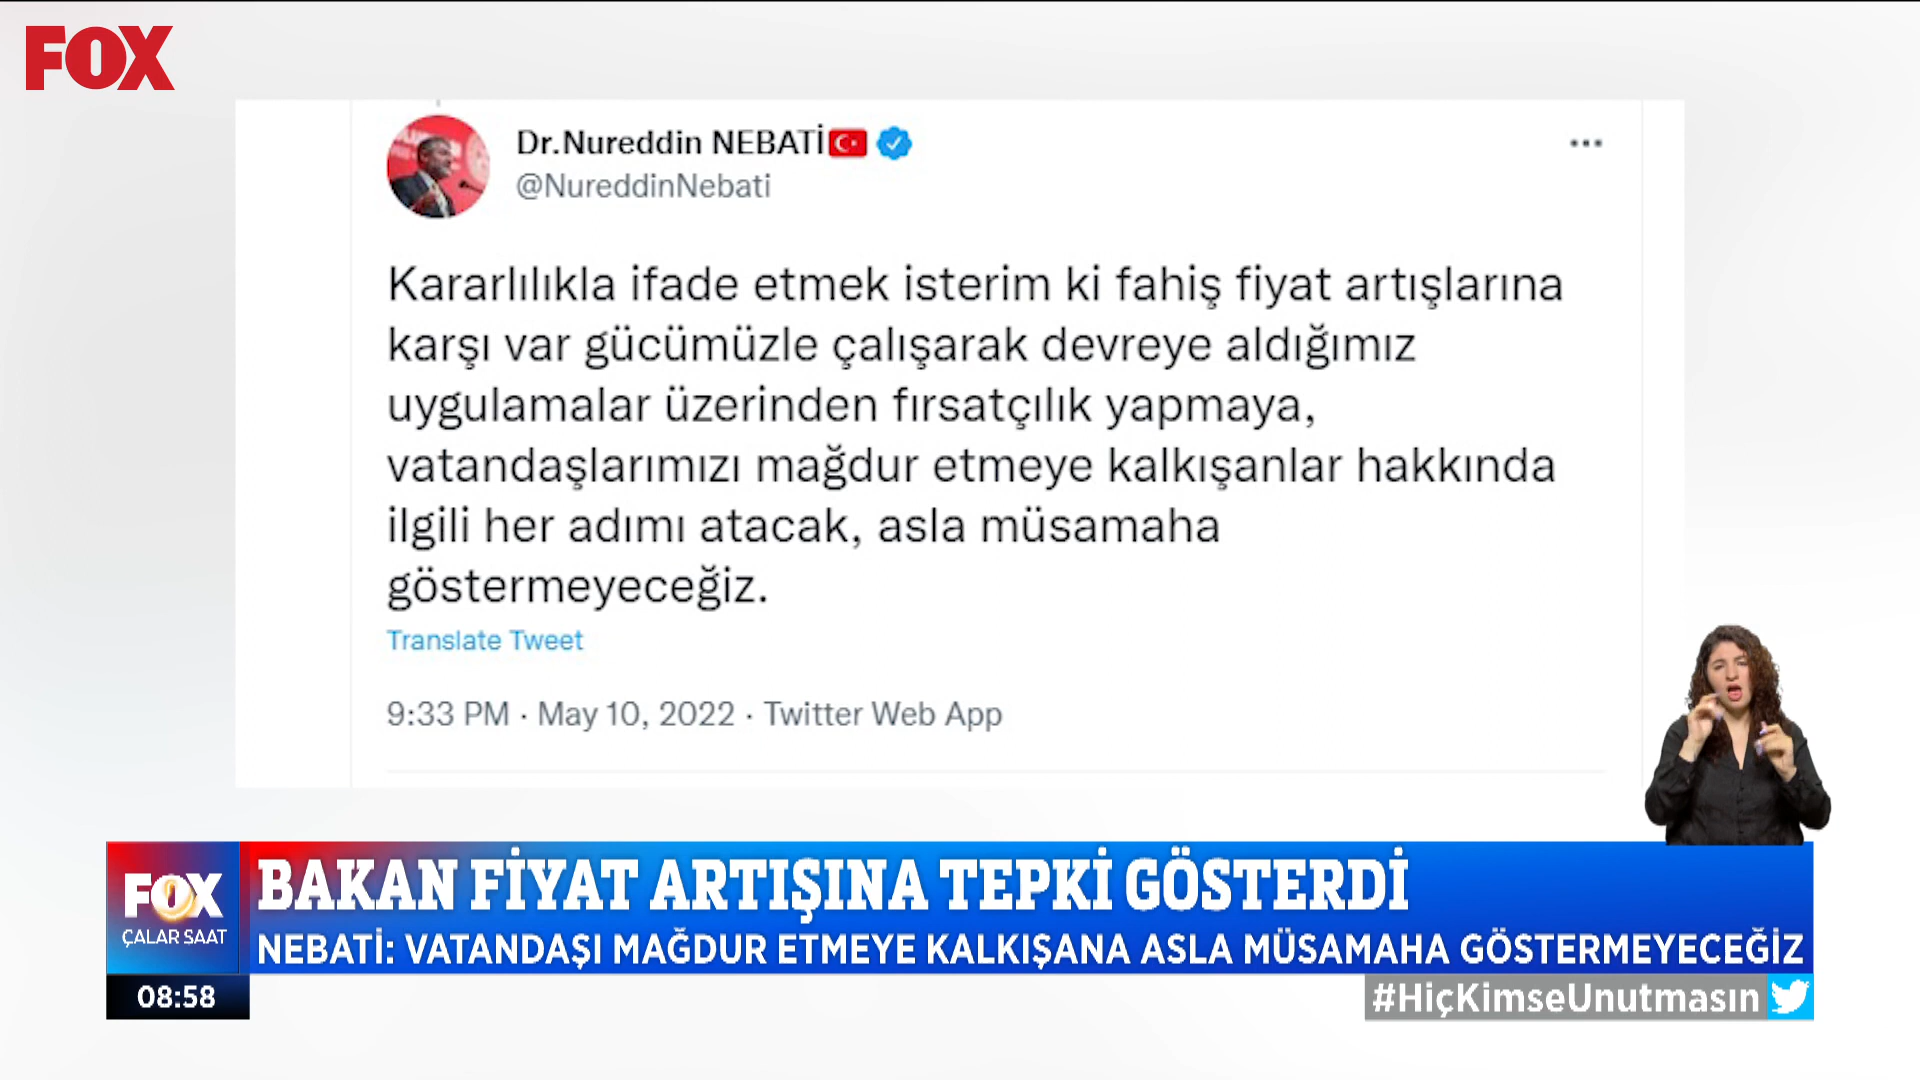 FOX
Dr.Nureddin NEBATİ
@NureddinNebati
Kararlılıkla ifade etmek isterim ki fahiş fiyat artışlarına
karşı var gücümüzle çalışarak devreye aldığımız
uygulamalar üzerinden fırsatçılık yapmaya,
vatandaşlarımızı mağdur etmeye kalkışanlar hakkında
ilgili her adımı atacak, asla müsamaha
göstermeyeceğiz.
Translate Tweet
9:33 PM · May 10, 2022 · Twitter Web App
FOX
ÇALAR SAAT
BAKAN FİYAT ARTIŞINA TEPKİ GÖSTERDİ
NEBATİ: VATANDAŞI MAĞDUR ETMEYE KALKIŞANA ASLA MÜSAMAHA GÖSTERMEYECEĞİZ
08:58
#HiçKimseUnutmasın